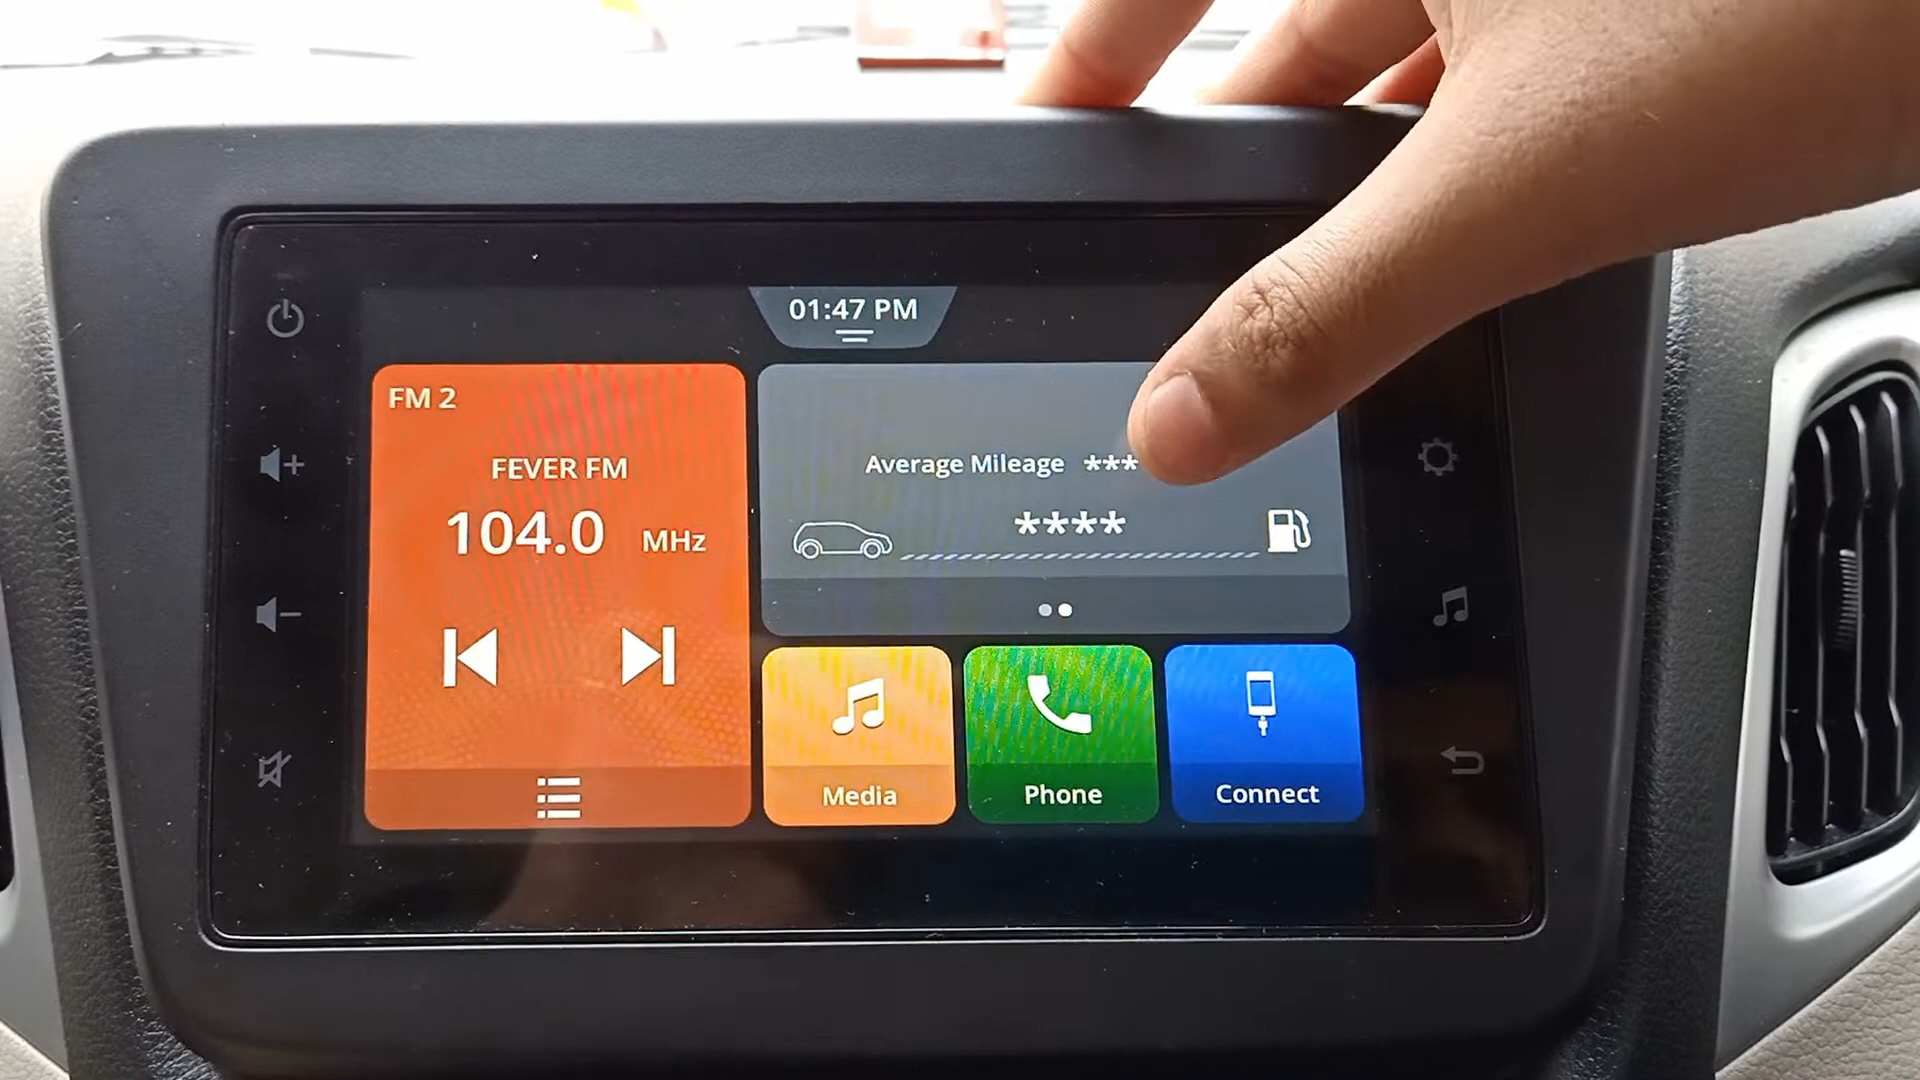 01:47 PM
FM 2
FEVER FM
104.0 MHz
Average Mileage ***
****
Media
Phone
Connect